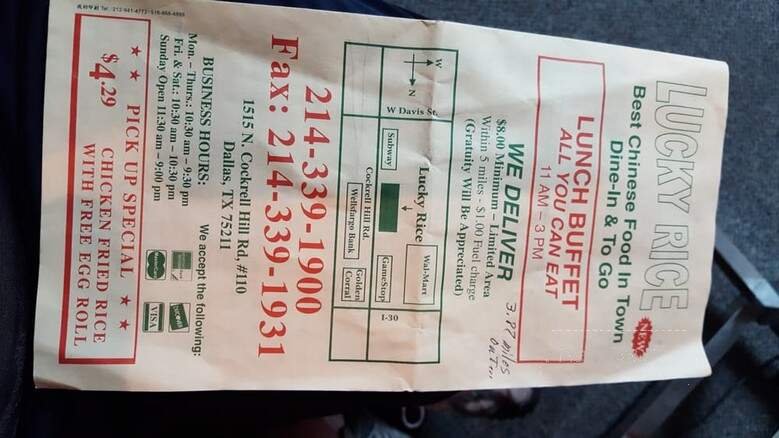 LUCKY RICE
NEW
Best Chinese Food In Town
Dine-In & To Go
LUNCH BUFFET
ALL YOU CAN EAT
11 AM – 3 PM
WE DELIVER
3.87 miles
$8.00 Minimum – Limited Area
Within 5 miles - $1.00 Fuel charge
(Gratuity Will Be Appreciated)
W
N
W Davis St.
Lucky Rice
Wal-Mart
Subway
GameStop
I-30
Cockrell Hill Rd.
Wellsfargo Bank
Golden
Corral
214-339-1900
Fax: 214-339-1931
1515 N. Cockrell Hill Rd, #110
Dallas, TX 75211
BUSINESS HOURS:
Mon. – Thurs.: 10:30 am – 9:30 pm
Fri. & Sat.: 10:30 am – 10:30 pm
Sunday Open 11:30 am – 9:00 pm
We accept the following:
MasterCard
VISA
★ ★ PICK UP SPECIAL ★ ★
$4.29
CHICKEN FRIED RICE
WITH FREE EGG ROLL